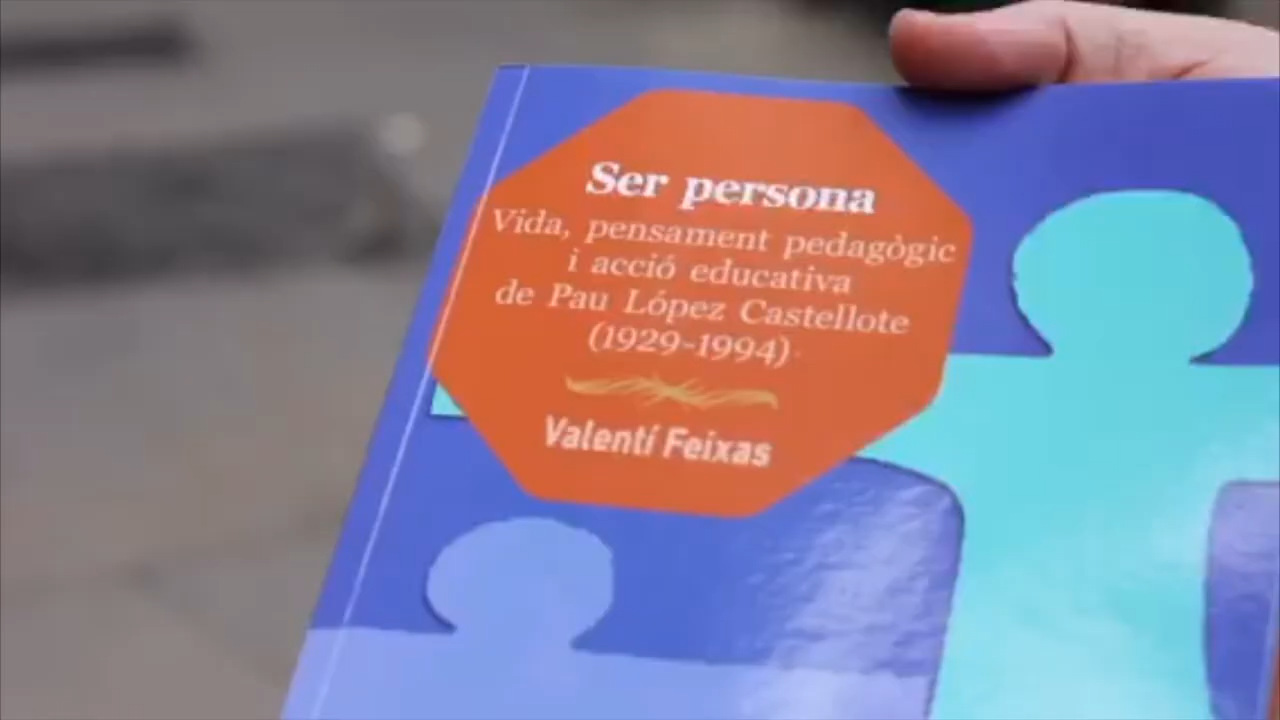 Ser persona
Vida, pensament pedagògic
i acció educativa
de Pau López Castellote
(1929-1994)
Valentí Feixas